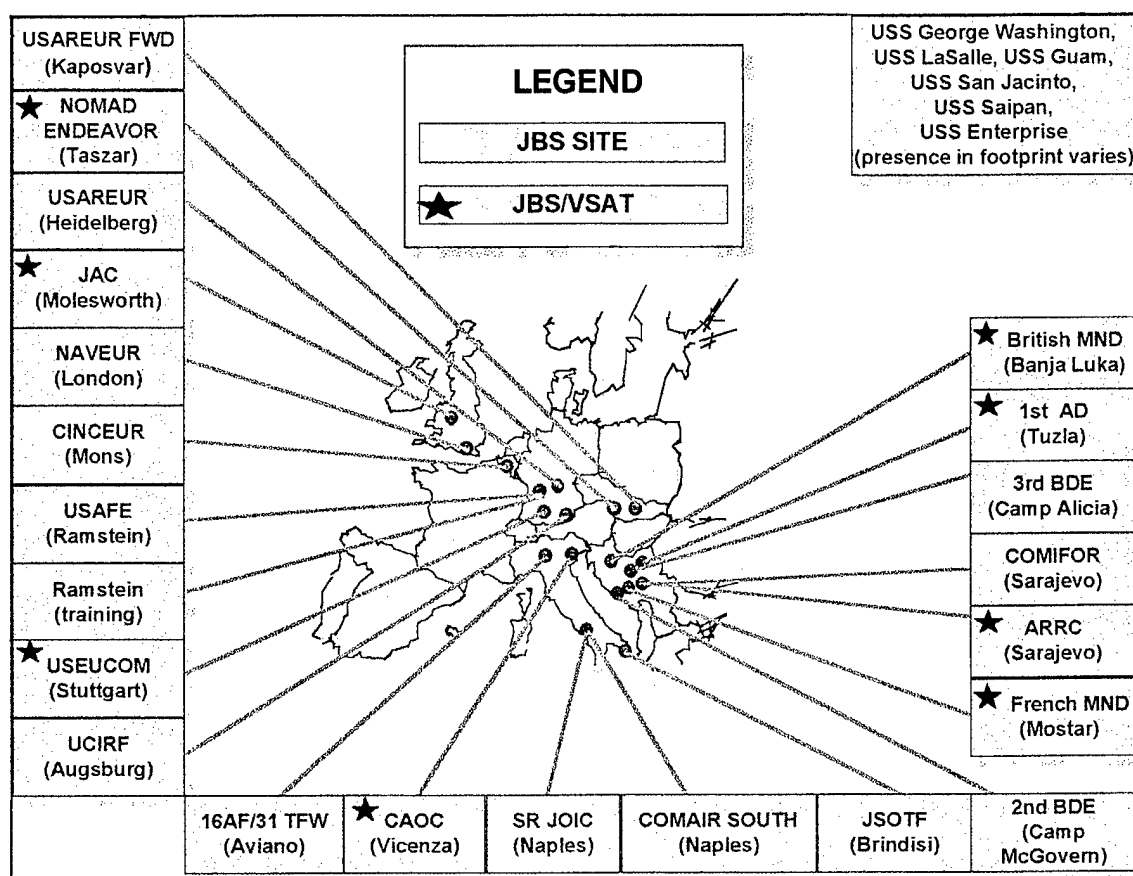 USAREUR FWD
(Kaposvar)
NOMAD
ENDEAVOR
(Taszar)
USAREUR
(Heidelberg)
JAC
(Molesworth)
NAVEUR
(London)
CINCEUR
(Mons)
USAFE
(Ramstein)
Ramstein
(training)
USEUCOM
(Stuttgart)
UCIRF
(Augsburg)
LEGEND
JBS SITE
JBS/VSAT
USS George Washington,
USS LaSalle, USS Guam,
USS San Jacinto,
USS Saipan,
USS Enterprise
(presence in footprint varies)
British MND
(Banja Luka)
1st AD
(Tuzla)
3rd BDE
(Camp Alicia)
COMIFOR
(Sarajevo)
ARRC
(Sarajevo)
French MND
(Mostar)
16AF/31 TFW
(Aviano)
CAOC
(Vicenza)
SR JOIC
(Naples)
COMAIR SOUTH
(Naples)
JSOTF
(Brindisi)
2nd BDE
(Camp
McGovern)